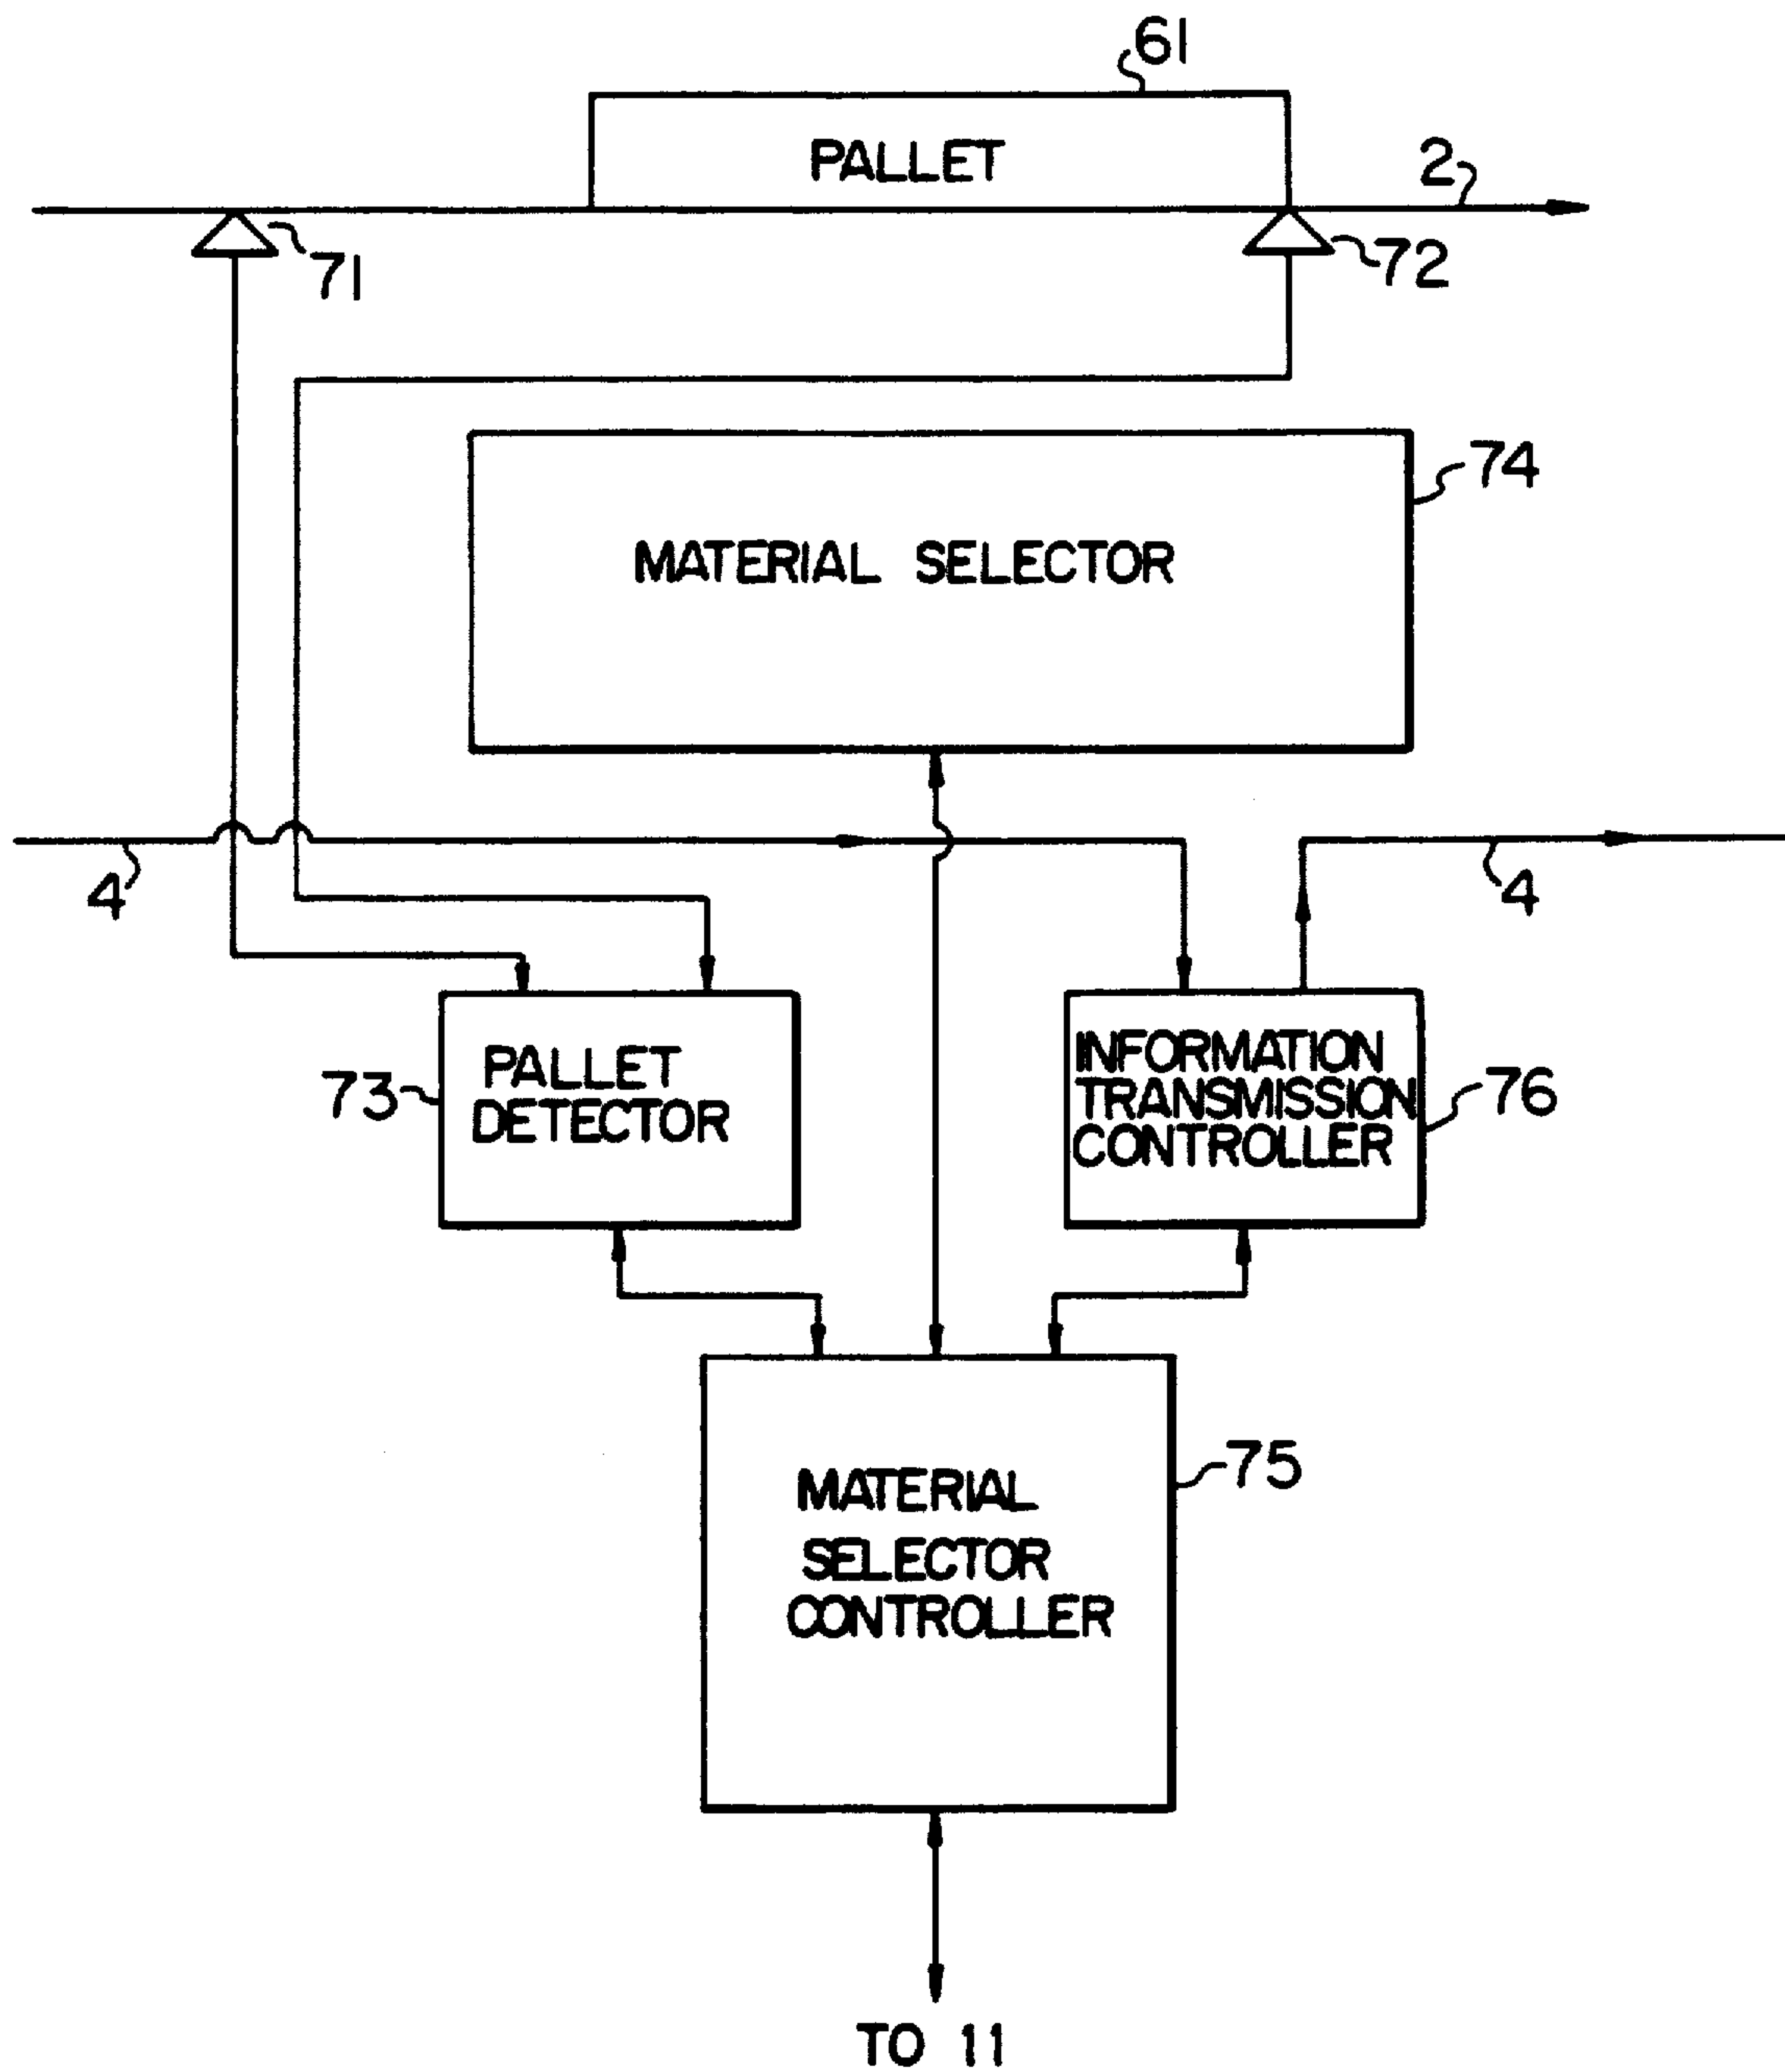 61
PALLET
2
71
72
74
MATERIAL SELECTOR
4
4
PALLET
DETECTOR
73
INFORMATION
TRANSMISSION
CONTROLLER
76
MATERIAL
SELECTOR
CONTROLLER
75
TO 11